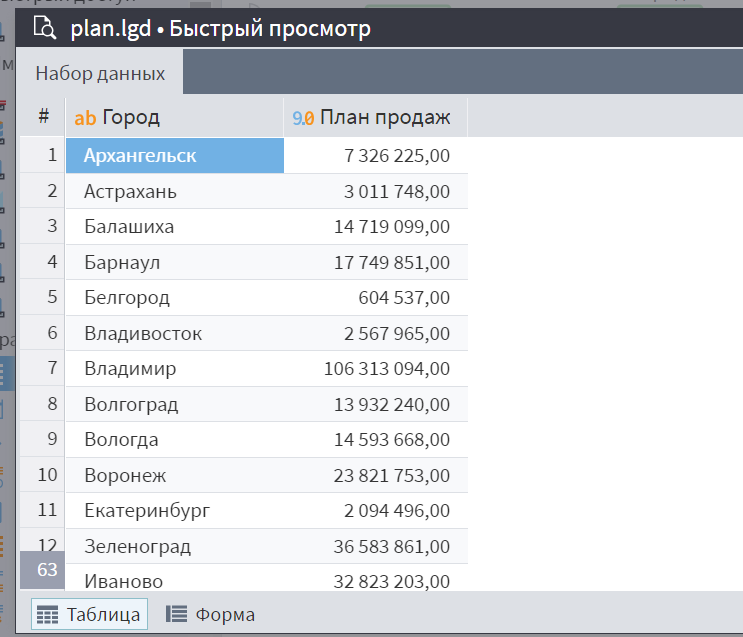 plan.lgd • Быстрый просмотр
Набор данных
# ab Город 9.0 План продаж
1 Архангельск 7 326 225,00
2 Астрахань 3 011 748,00
3 Балашиха 14 719 099,00
4 Барнаул 17 749 851,00
5 Белгород 604 537,00
6 Владивосток 2 567 965,00
7 Владимир 106 313 094,00
8 Волгоград 13 932 240,00
9 Вологда 14 593 668,00
10 Воронеж 23 821 753,00
11 Екатеринбург 2 094 496,00
12 Зеленоград 36 583 861,00
63 Иваново 32 823 203,00
Таблица Форма